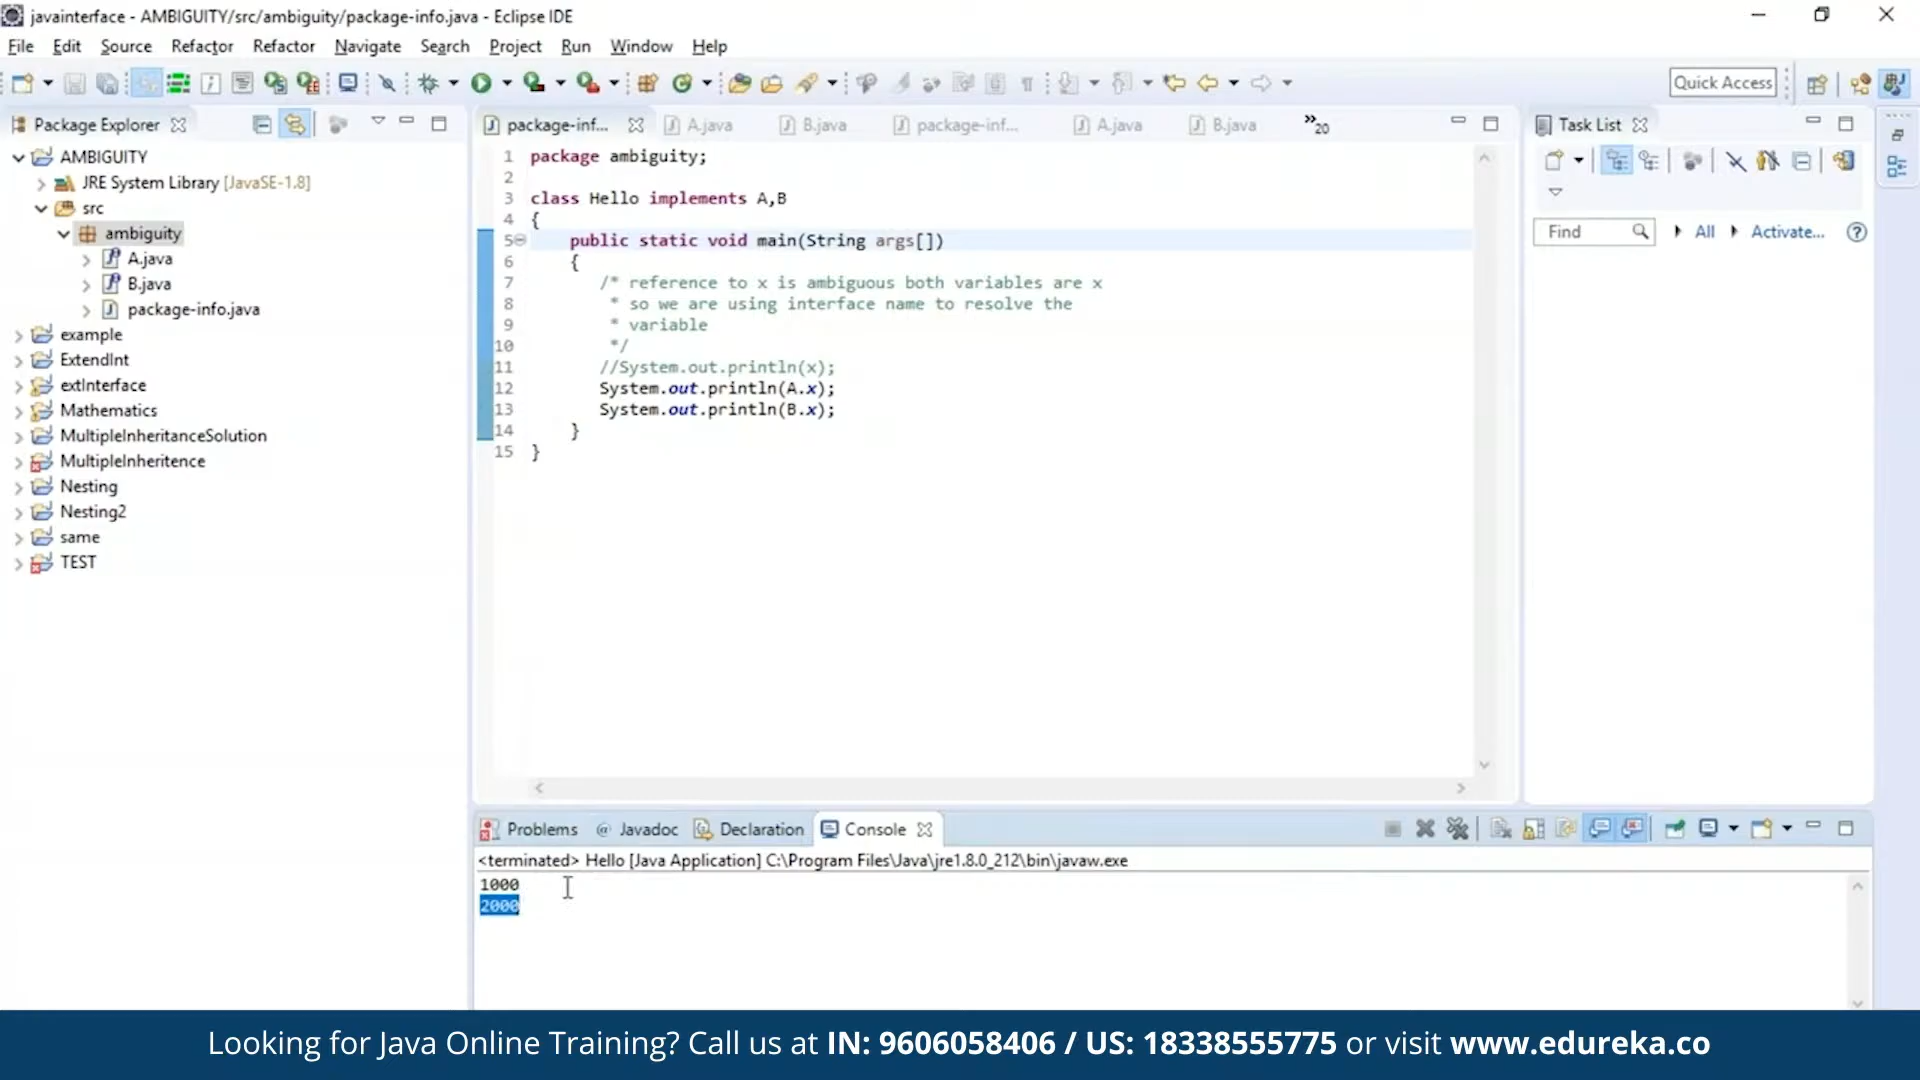 javainterface - AMBIGUITY/src/ambiguity/package-info.java - Eclipse IDE
File Edit Source Refactor Refactor Navigate Search Project Run Window Help
Quick Access
Package Explorer
AMBIGUITY
JRE System Library [JavaSE-1.8]
src
ambiguity
A.java
B.java
package-info.java
example
ExtendInt
extInterface
Mathematics
MultipleInheritanceSolution
MultipleInheritence
Nesting
Nesting2
same
TEST
package-inf... A.java B.java package-inf... A.java B.java »20
1 package ambiguity;
2
3 class Hello implements A,B
4 {
5 public static void main(String args[])
6 {
7 /* reference to x is ambiguous both variables are x
8 * so we are using interface name to resolve the
9 * variable
10 */
11 //System.out.println(x);
12 System.out.println(A.x);
13 System.out.println(B.x);
14 }
15 }
Task List
Find All Activate...
Problems @ Javadoc Declaration Console
<terminated> Hello [Java Application] C:\Program Files\Java\jre1.8.0_212\bin\javaw.exe
1000
2000
Looking for Java Online Training? Call us at IN: 9606058406 / US: 18338555775 or visit www.edureka.co